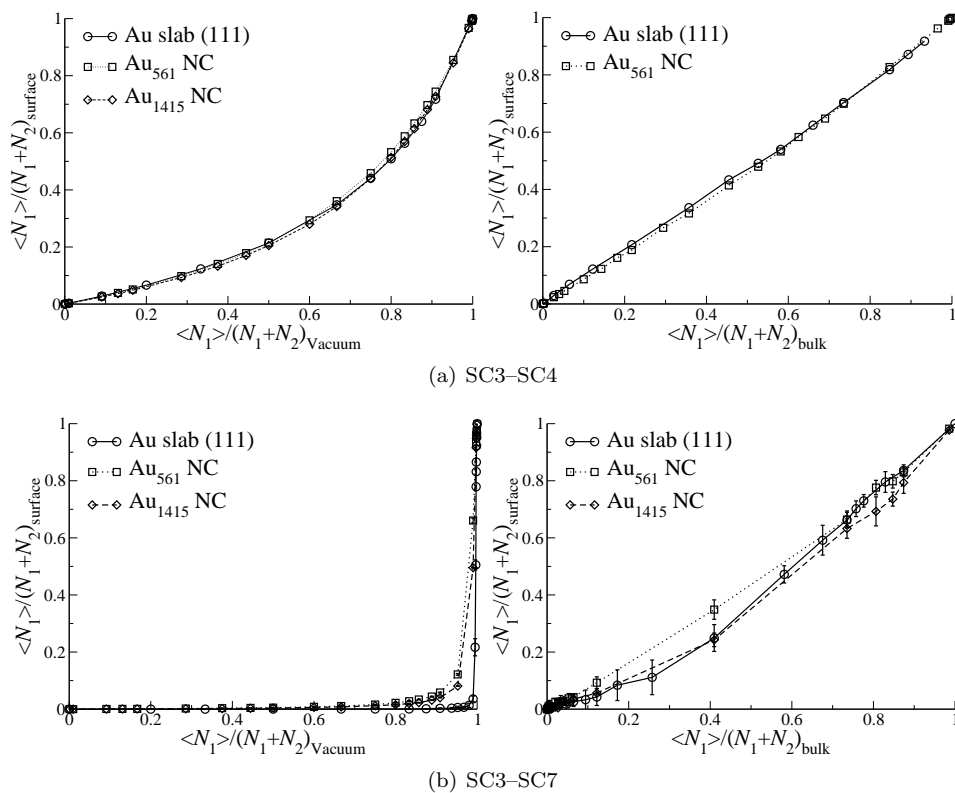 1
0.8
0.6
0.4
0.2
0
<N₁>/(N₁+N₂)surface
Au slab (111)
Au₅₆₁ NC
Au₁₄₁₅ NC
0 0.2 0.4 0.6 0.8 1
<N₁>/(N₁+N₂)Vacuum
1
0.8
0.6
0.4
0.2
0
<N₁>/(N₁+N₂)surface
Au slab (111)
Au₅₆₁ NC
0 0.2 0.4 0.6 0.8 1
<N₁>/(N₁+N₂)bulk
(a) SC3–SC4
1
0.8
0.6
0.4
0.2
0
<N₁>/(N₁+N₂)surface
Au slab (111)
Au₅₆₁ NC
Au₁₄₁₅ NC
0 0.2 0.4 0.6 0.8 1
<N₁>/(N₁+N₂)Vacuum
1
0.8
0.6
0.4
0.2
0
<N₁>/(N₁+N₂)surface
Au slab (111)
Au₅₆₁ NC
Au₁₄₁₅ NC
0 0.2 0.4 0.6 0.8 1
<N₁>/(N₁+N₂)bulk
(b) SC3–SC7